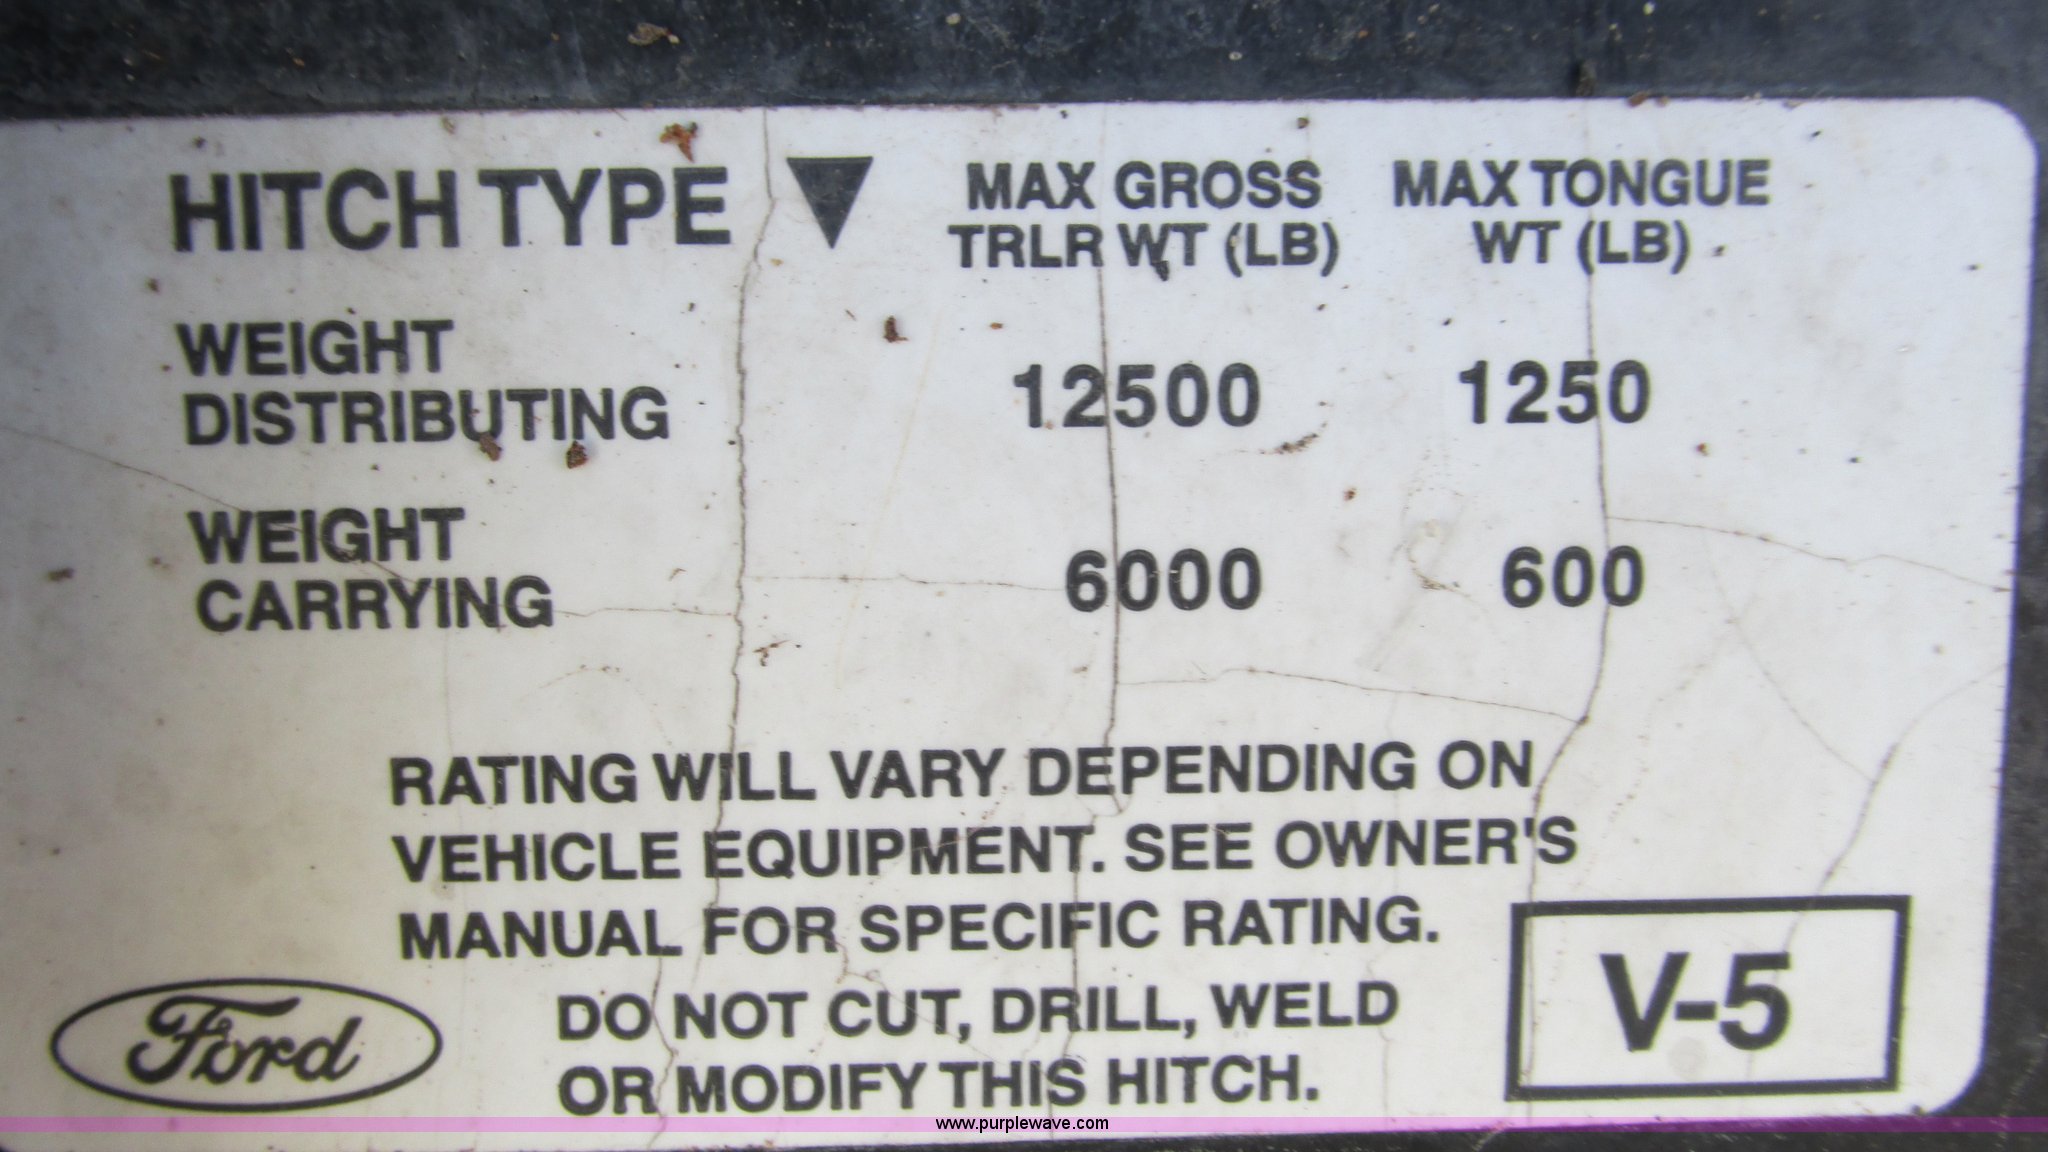 HITCH TYPE ▼ MAX GROSS TRLR WT (LB) MAX TONGUE WT (LB)
WEIGHT
DISTRIBUTING 12500 1250
WEIGHT
CARRYING 6000 600
RATING WILL VARY DEPENDING ON
VEHICLE EQUIPMENT. SEE OWNER'S
MANUAL FOR SPECIFIC RATING.
DO NOT CUT, DRILL, WELD
OR MODIFY THIS HITCH.
Ford
V-5
www.purplewave.com